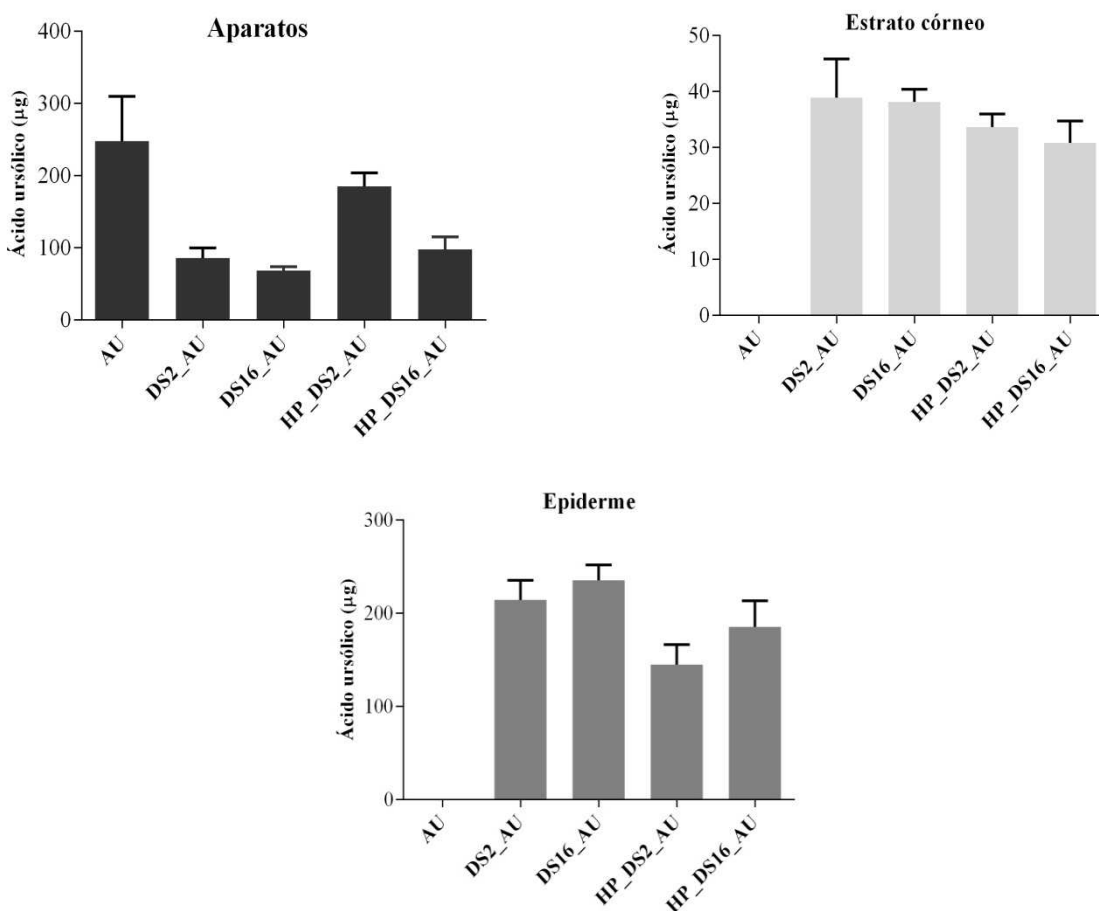 Aparatos
Ácido ursólico (µg)
400
300
200
100
0
AU
DS2_AU
DS16_AU
HP_DS2_AU
HP_DS16_AU
Estrato córneo
Ácido ursólico (µg)
50
40
30
20
10
0
AU
DS2_AU
DS16_AU
HP_DS2_AU
HP_DS16_AU
Epiderme
Ácido ursólico (µg)
300
200
100
0
AU
DS2_AU
DS16_AU
HP_DS2_AU
HP_DS16_AU